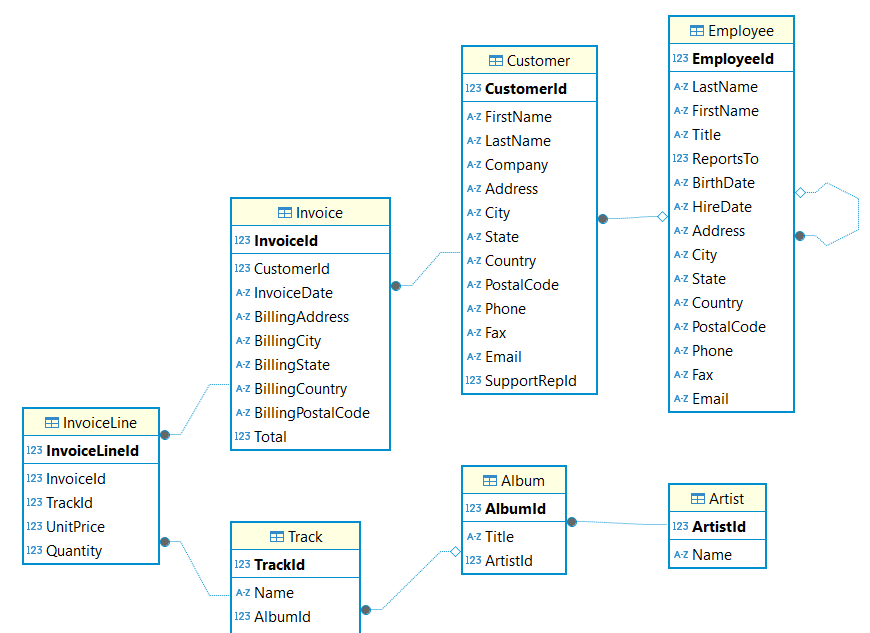 Employee
123 EmployeeId
A-Z LastName
A-Z FirstName
A-Z Title
123 ReportsTo
A-Z BirthDate
A-Z HireDate
A-Z Address
A-Z City
A-Z State
A-Z Country
A-Z PostalCode
A-Z Phone
A-Z Fax
A-Z Email
Customer
123 CustomerId
A-Z FirstName
A-Z LastName
A-Z Company
A-Z Address
A-Z City
A-Z State
A-Z Country
A-Z PostalCode
A-Z Phone
A-Z Fax
A-Z Email
123 SupportRepId
Invoice
123 InvoiceId
123 CustomerId
A-Z InvoiceDate
A-Z BillingAddress
A-Z BillingCity
A-Z BillingState
A-Z BillingCountry
A-Z BillingPostalCode
123 Total
InvoiceLine
123 InvoiceLineId
123 InvoiceId
123 TrackId
123 UnitPrice
123 Quantity
Track
123 TrackId
A-Z Name
123 AlbumId
Album
123 AlbumId
A-Z Title
123 ArtistId
Artist
123 ArtistId
A-Z Name